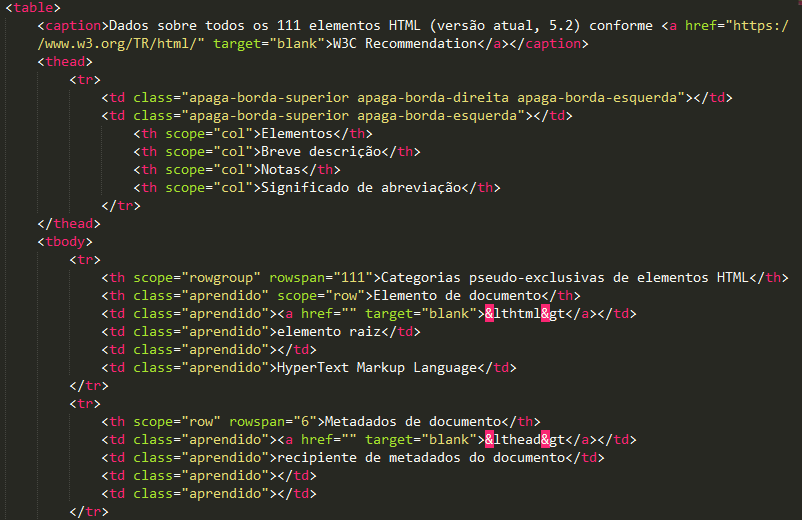 <table>
<caption>Dados sobre todos os 111 elementos HTML (versão atual, 5.2) conforme <a href="https:/
/www.w3.org/TR/html/" target="blank">W3C Recommendation</a></caption>
<thead>
<tr>
<td class="apaga-borda-superior apaga-borda-direita apaga-borda-esquerda"></td>
<td class="apaga-borda-superior apaga-borda-esquerda"></td>
<th scope="col">Elementos</th>
<th scope="col">Breve descrição</th>
<th scope="col">Notas</th>
<th scope="col">Significado de abreviação</th>
</tr>
</thead>
<tbody>
<tr>
<th scope="rowgroup" rowspan="111">Categorias pseudo-exclusivas de elementos HTML</th>
<th class="aprendido" scope="row">Elemento de documento</th>
<td class="aprendido"><a href="" target="blank">&lthtml&gt</a></td>
<td class="aprendido">elemento raiz</td>
<td class="aprendido"></td>
<td class="aprendido">HyperText Markup Language</td>
</tr>
<tr>
<th scope="row" rowspan="6">Metadados de documento</th>
<td class="aprendido"><a href="" target="blank">&lthead&gt</a></td>
<td class="aprendido">recipiente de metadados do documento</td>
<td class="aprendido"></td>
<td class="aprendido"></td>
</tr>